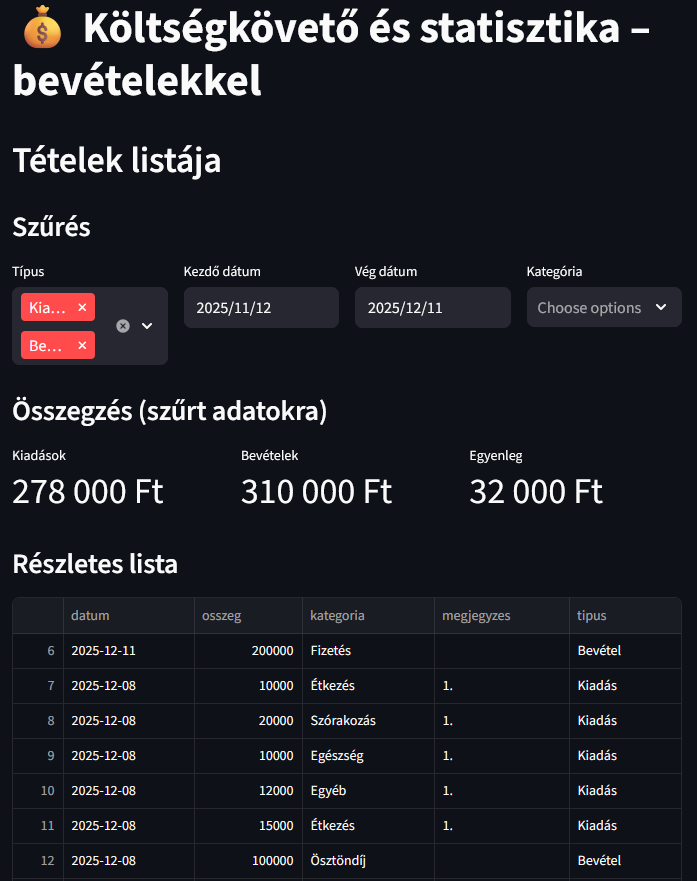 Költségkövető és statisztika –
bevételekkel
Tételek listája
Szűrés
Típus Kezdő dátum Vég dátum Kategória
Kia... × 2025/11/12 2025/12/11 Choose options
Be... ×
Összegzés (szűrt adatokra)
Kiadások Bevételek Egyenleg
278 000 Ft 310 000 Ft 32 000 Ft
Részletes lista
datum osszeg kategoria megjegyzes tipus
6 2025-12-11 200000 Fizetés Bevétel
7 2025-12-08 10000 Étkezés 1. Kiadás
8 2025-12-08 20000 Szórakozás 1. Kiadás
9 2025-12-08 10000 Egészség 1. Kiadás
10 2025-12-08 12000 Egyéb 1. Kiadás
11 2025-12-08 15000 Étkezés 1. Kiadás
12 2025-12-08 100000 Ösztöndíj Bevétel